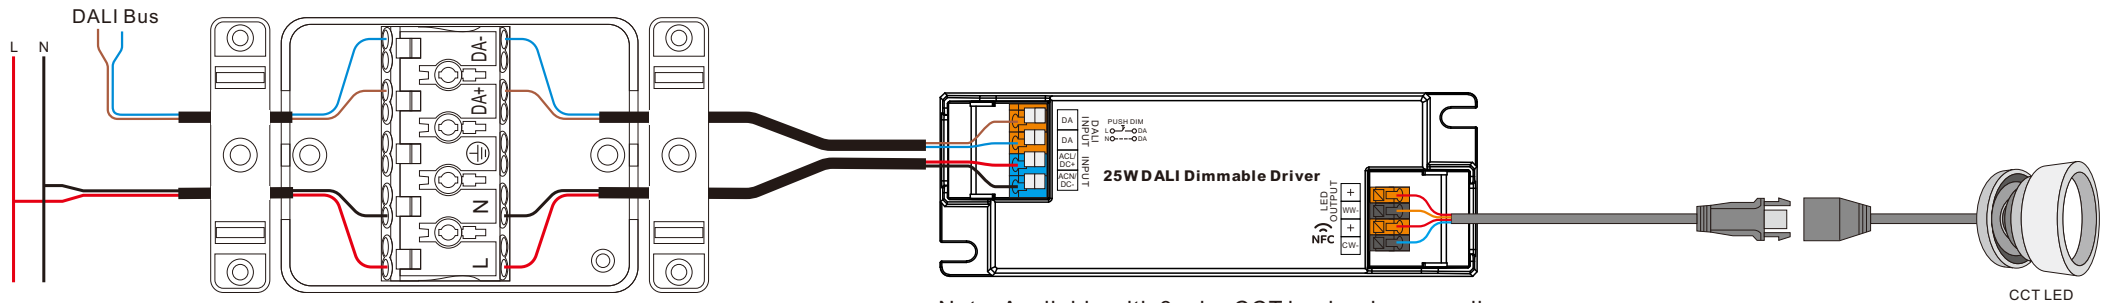 DALI Bus
L N
DA-
DA+
N
L
DA
DA
ACL/
DC+
ACN/
DC-
DALI
INPUT
INPUT
PUSH DIM
L DA
N DA
25W DALI Dimmable Driver
LED
OUTPUT
+
WW-
+
CW-
NFC
CCT LED